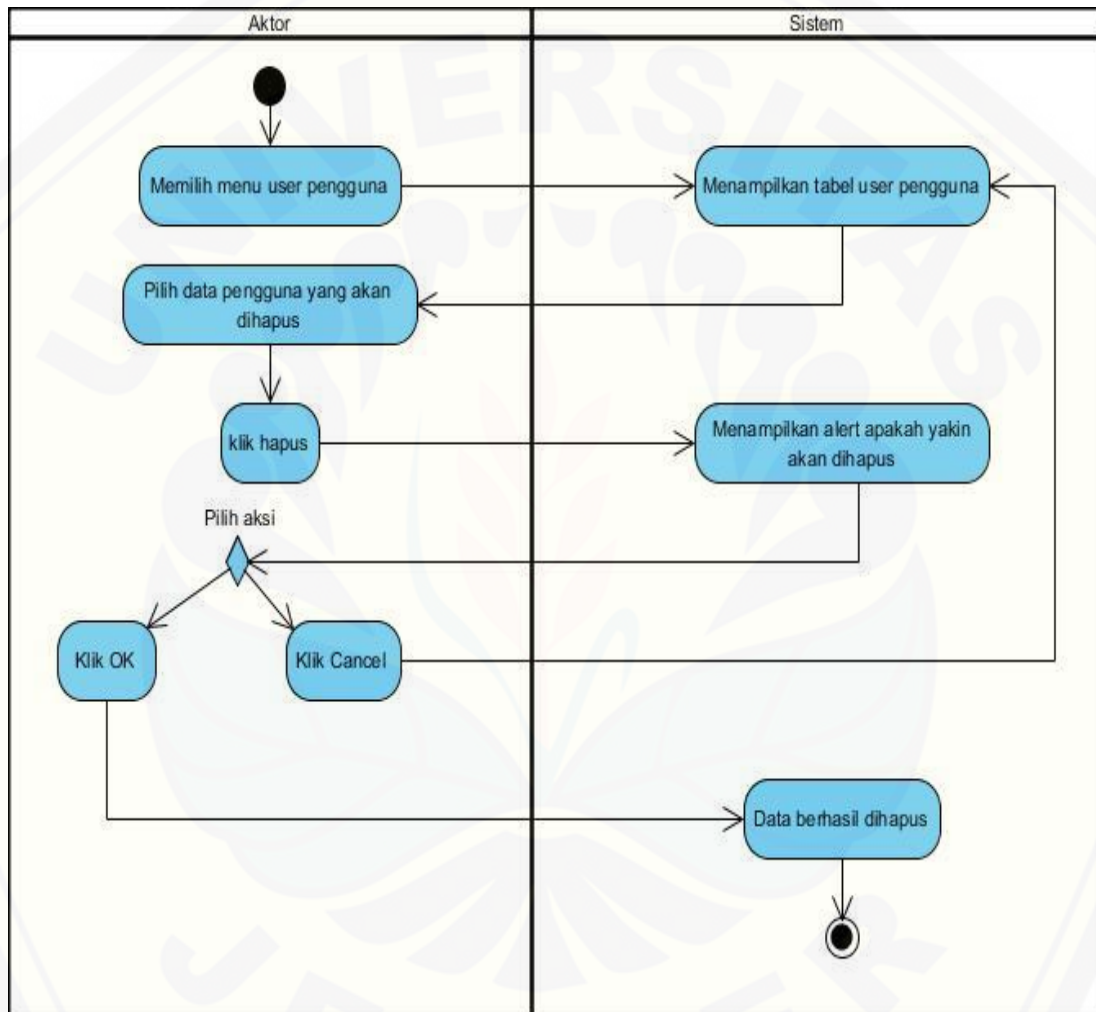 Aktor
Sistem
Memilih menu user pengguna
Menampilkan tabel user pengguna
Pilih data pengguna yang akan
dihapus
klik hapus
Menampilkan alert apakah yakin
akan dihapus
Pilih aksi
Klik OK
Klik Cancel
Data berhasil dihapus
UNIVERSITAS